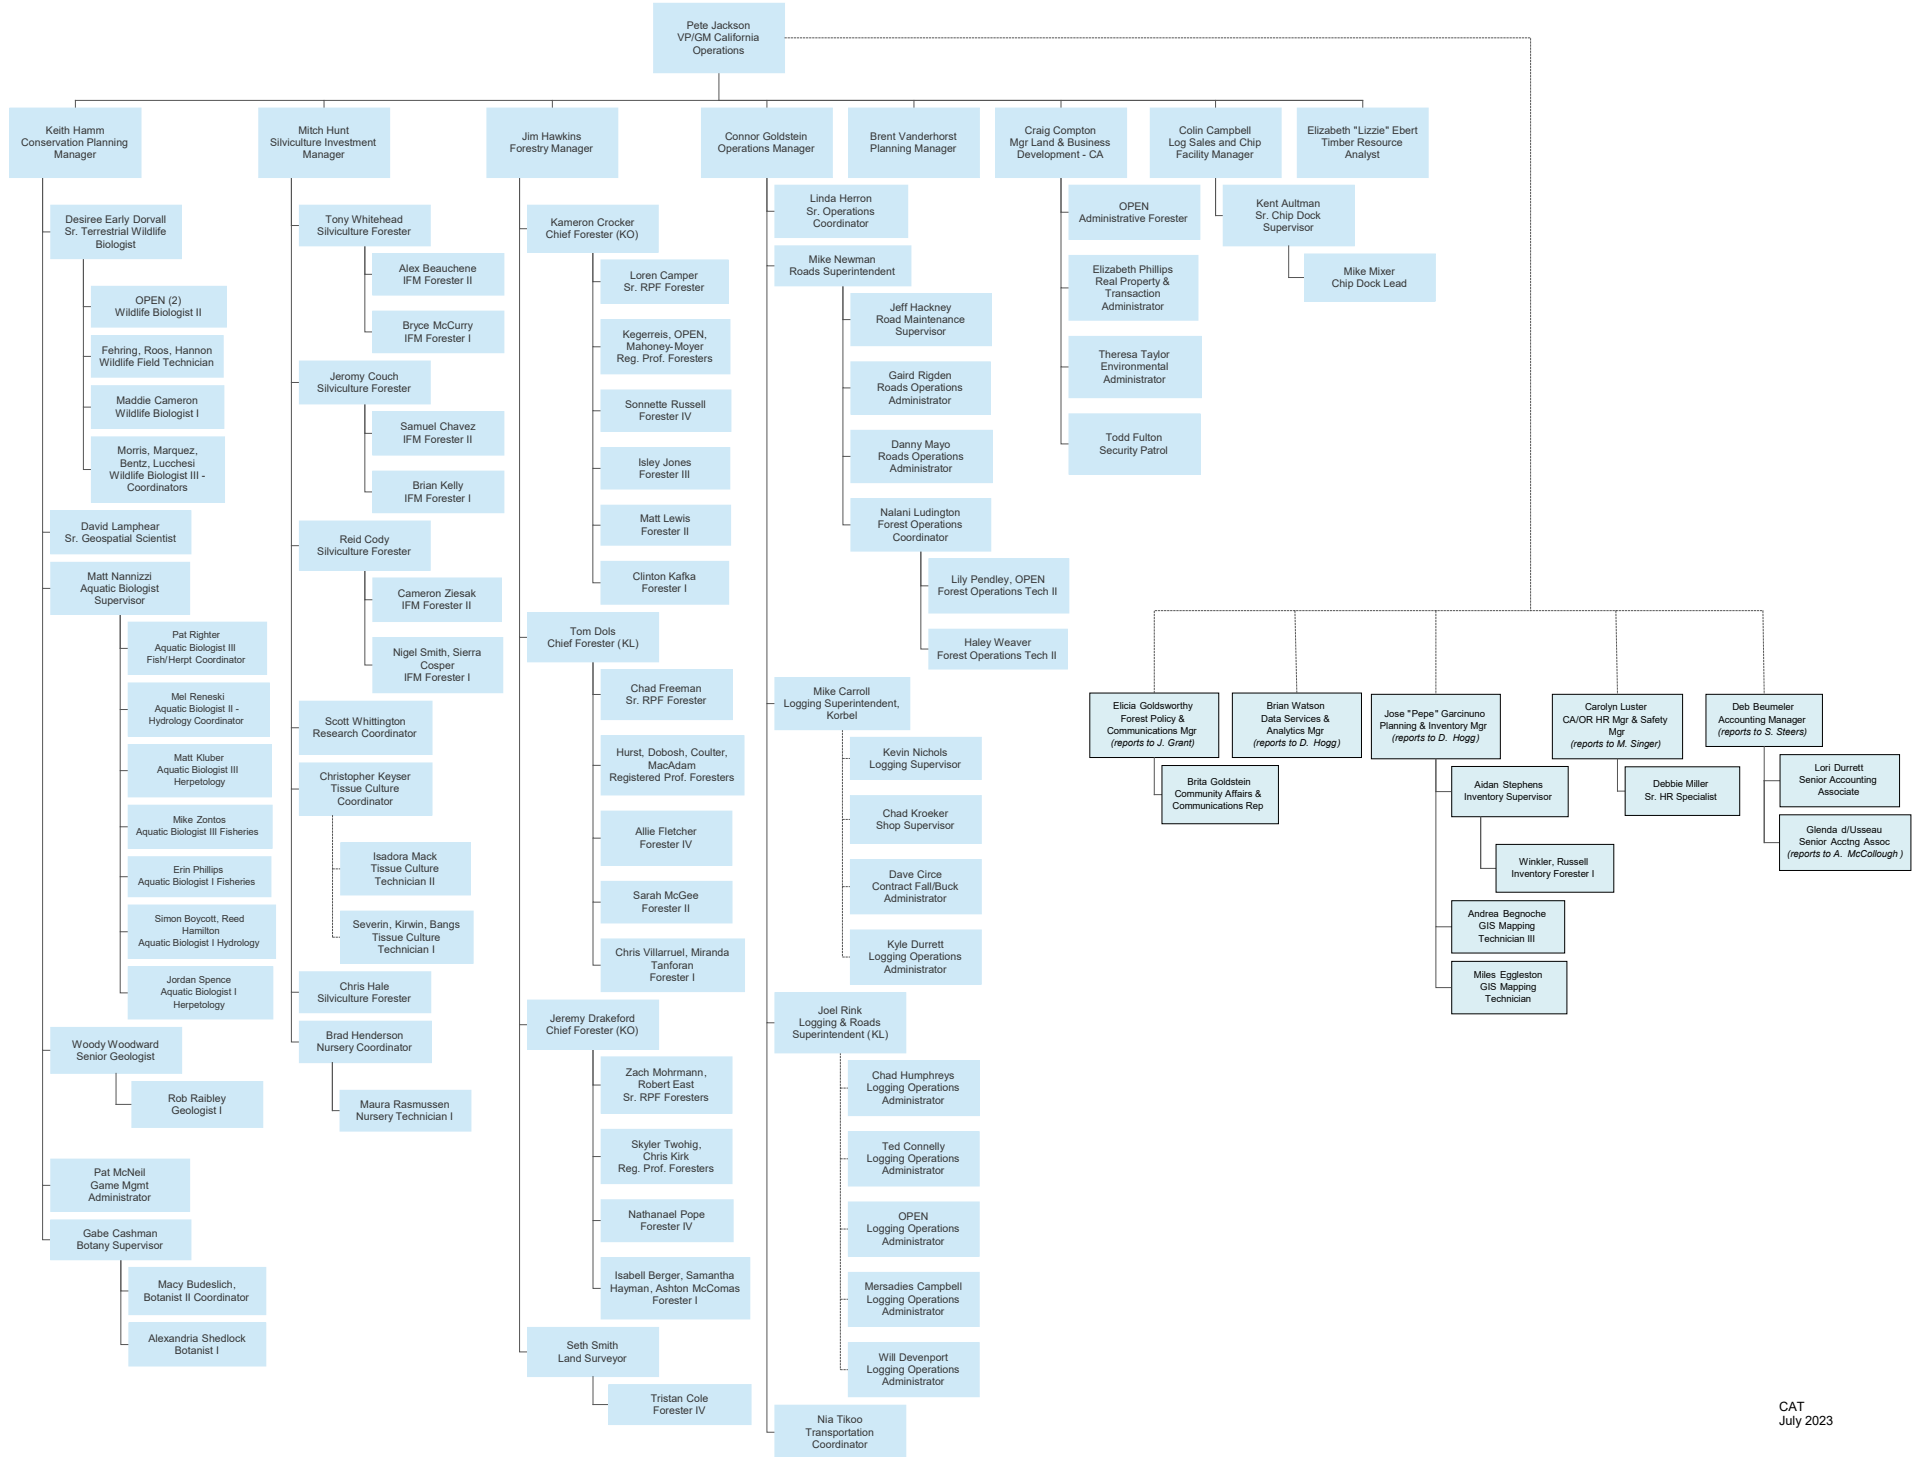 Pete Jackson
VP/GM California
Operations
Keith Hamm
Conservation Planning
Manager
Mitch Hunt
Silviculture Investment
Manager
Jim Hawkins
Forestry Manager
Connor Goldstein
Operations Manager
Brent Vanderhorst
Planning Manager
Craig Compton
Mgr Land & Business
Development - CA
Colin Campbell
Log Sales and Chip
Facility Manager
Elizabeth "Lizzie" Ebert
Timber Resource
Analyst
Desiree Early Dorvall
Sr. Terrestrial Wildlife
Biologist
OPEN (2)
Wildlife Biologist II
Fehring, Roos, Hannon
Wildlife Field Technician
Maddie Cameron
Wildlife Biologist I
Morris, Marquez,
Bentz, Lucchesi
Wildlife Biologist III -
Coordinators
David Lamphear
Sr. Geospatial Scientist
Matt Nannizzi
Aquatic Biologist
Supervisor
Pat Righter
Aquatic Biologist III
Fish/Herpt Coordinator
Mel Reneski
Aquatic Biologist II -
Hydrology Coordinator
Matt Kluber
Aquatic Biologist III
Herpetology
Mike Zontos
Aquatic Biologist III Fisheries
Erin Phillips
Aquatic Biologist I Fisheries
Simon Boycott, Reed
Hamilton
Aquatic Biologist I Hydrology
Jordan Spence
Aquatic Biologist I
Herpetology
Woody Woodward
Senior Geologist
Rob Raibley
Geologist I
Pat McNeil
Game Mgmt
Administrator
Gabe Cashman
Botany Supervisor
Macy Budeslich,
Botanist II Coordinator
Alexandria Shedlock
Botanist I
Tony Whitehead
Silviculture Forester
Alex Beauchene
IFM Forester II
Bryce McCurry
IFM Forester I
Jeromy Couch
Silviculture Forester
Samuel Chavez
IFM Forester II
Brian Kelly
IFM Forester I
Reid Cody
Silviculture Forester
Cameron Ziesak
IFM Forester II
Nigel Smith, Sierra
Cosper
IFM Forester I
Scott Whittington
Research Coordinator
Christopher Keyser
Tissue Culture
Coordinator
Isadora Mack
Tissue Culture
Technician II
Severin, Kirwin, Bangs
Tissue Culture
Technician I
Chris Hale
Silviculture Forester
Brad Henderson
Nursery Coordinator
Maura Rasmussen
Nursery Technician I
Kameron Crocker
Chief Forester (KO)
Loren Camper
Sr. RPF Forester
Kegerreis, OPEN,
Mahoney-Moyer
Reg. Prof. Foresters
Sonnette Russell
Forester IV
Isley Jones
Forester III
Matt Lewis
Forester II
Clinton Kafka
Forester I
Tom Dols
Chief Forester (KL)
Chad Freeman
Sr. RPF Forester
Hurst, Dobosh, Coulter,
MacAdam
Registered Prof. Foresters
Allie Fletcher
Forester IV
Sarah McGee
Forester II
Chris Villarruel, Miranda
Tanforan
Forester I
Jeremy Drakeford
Chief Forester (KO)
Zach Mohrmann,
Robert East
Sr. RPF Foresters
Skyler Twohig,
Chris Kirk
Reg. Prof. Foresters
Nathanael Pope
Forester IV
Isabell Berger, Samantha
Hayman, Ashton McComas
Forester I
Seth Smith
Land Surveyor
Tristan Cole
Forester IV
Linda Herron
Sr. Operations
Coordinator
Mike Newman
Roads Superintendent
Jeff Hackney
Road Maintenance
Supervisor
Gaird Rigden
Roads Operations
Administrator
Danny Mayo
Roads Operations
Administrator
Nalani Ludington
Forest Operations
Coordinator
Lily Pendley, OPEN
Forest Operations Tech II
Haley Weaver
Forest Operations Tech II
Mike Carroll
Logging Superintendent,
Korbel
Kevin Nichols
Logging Supervisor
Chad Kroeker
Shop Supervisor
Dave Circe
Contract Fall/Buck
Administrator
Kyle Durrett
Logging Operations
Administrator
Joel Rink
Logging & Roads
Superintendent (KL)
Chad Humphreys
Logging Operations
Administrator
Ted Connelly
Logging Operations
Administrator
OPEN
Logging Operations
Administrator
Mersadies Campbell
Logging Operations
Administrator
Will Devenport
Logging Operations
Administrator
Nia Tikoo
Transportation
Coordinator
OPEN
Administrative Forester
Elizabeth Phillips
Real Property &
Transaction
Administrator
Theresa Taylor
Environmental
Administrator
Todd Fulton
Security Patrol
Kent Aultman
Sr. Chip Dock
Supervisor
Mike Mixer
Chip Dock Lead
Elicia Goldsworthy
Forest Policy &
Communications Mgr
(reports to J. Grant)
Brita Goldstein
Community Affairs &
Communications Rep
Brian Watson
Data Services &
Analytics Mgr
(reports to D. Hogg)
Jose "Pepe" Garcinuno
Planning & Inventory Mgr
(reports to D. Hogg)
Aidan Stephens
Inventory Supervisor
Winkler, Russell
Inventory Forester I
Andrea Begnoche
GIS Mapping
Technician III
Miles Eggleston
GIS Mapping
Technician
Carolyn Luster
CA/OR HR Mgr & Safety
Mgr
(reports to M. Singer)
Debbie Miller
Sr. HR Specialist
Deb Beumeler
Accounting Manager
(reports to S. Steers)
Lori Durrett
Senior Accounting
Associate
Glenda d/Usseau
Senior Acctng Assoc
(reports to A. McCollough )
CAT
July 2023